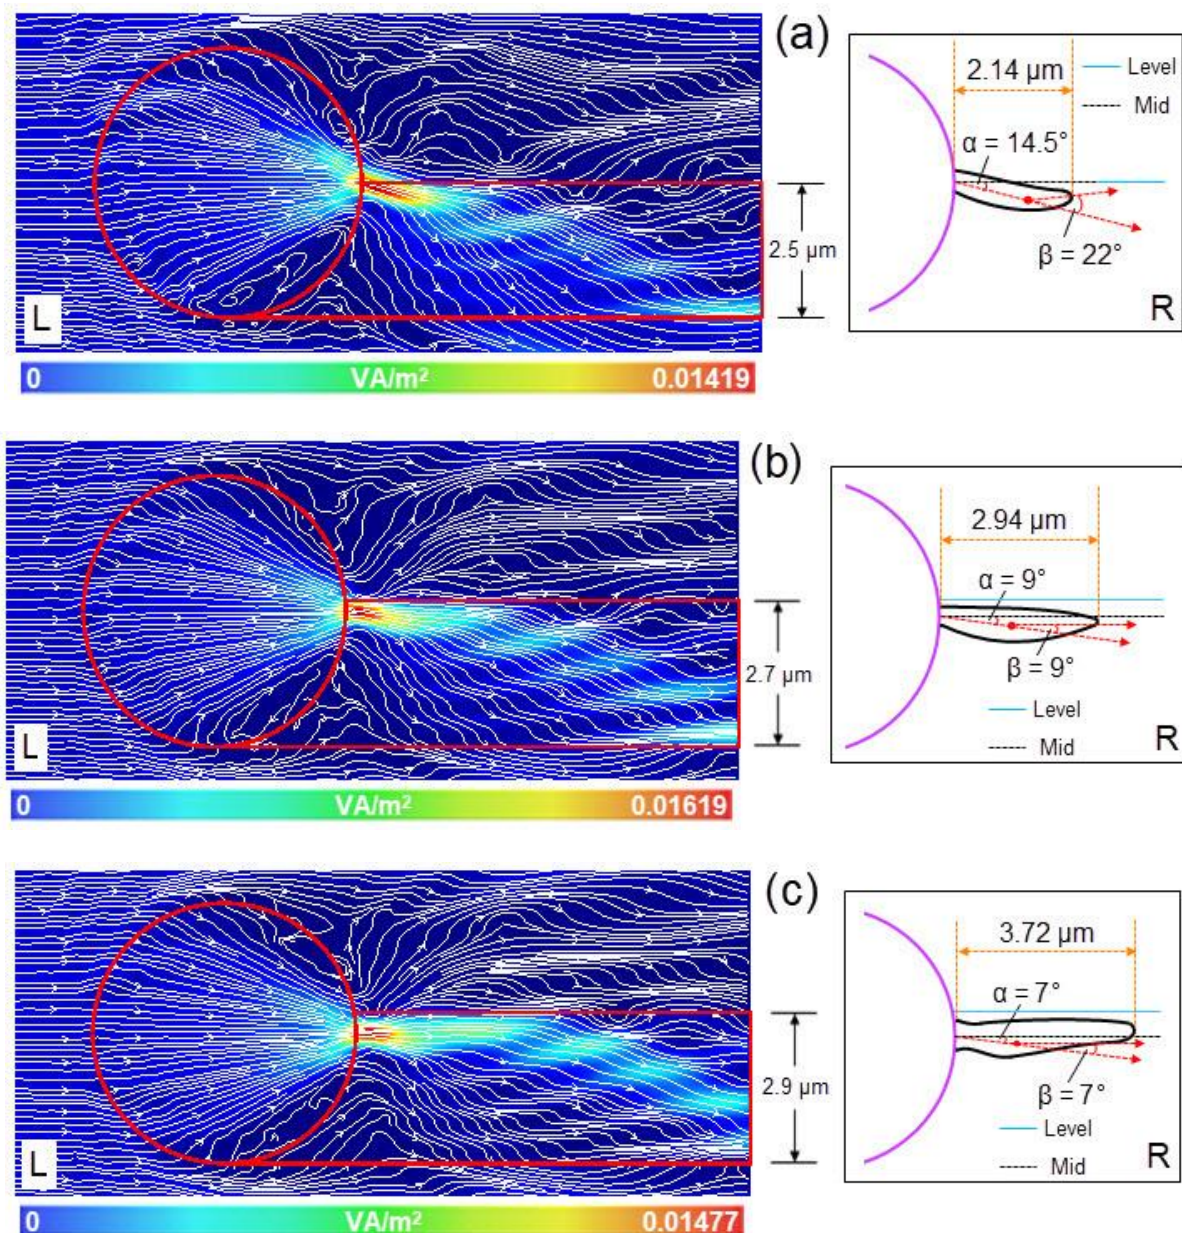 (a)
2.14 µm
Level
Mid
α = 14.5°
2.5 µm
β = 22°
L
R
0 VA/m² 0.01419
(b)
2.94 µm
α = 9°
2.7 µm
β = 9°
Level
L
Mid
R
0 VA/m² 0.01619
(c)
3.72 µm
α = 7°
2.9 µm
β = 7°
Level
L
Mid
R
0 VA/m² 0.01477